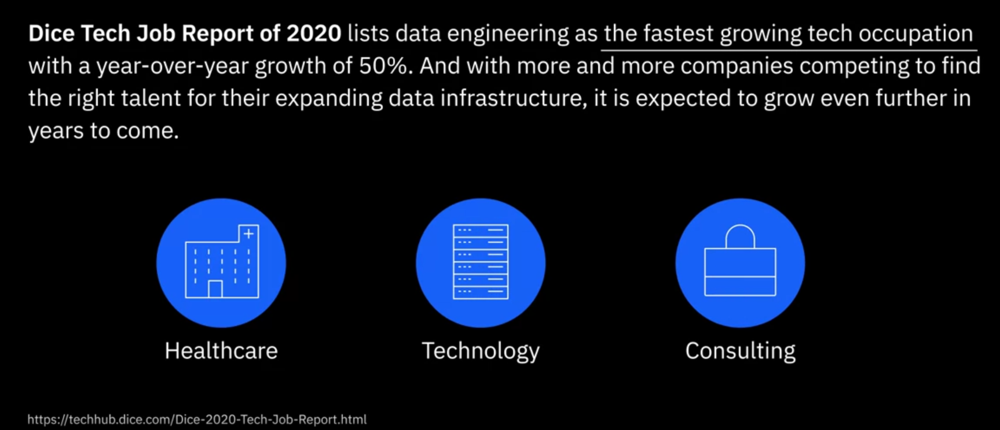 Dice Tech Job Report of 2020 lists data engineering as the fastest growing tech occupation
with a year-over-year growth of 50%. And with more and more companies competing to find
the right talent for their expanding data infrastructure, it is expected to grow even further in
years to come.
Healthcare
Technology
Consulting
https://techhub.dice.com/Dice-2020-Tech-Job-Report.html